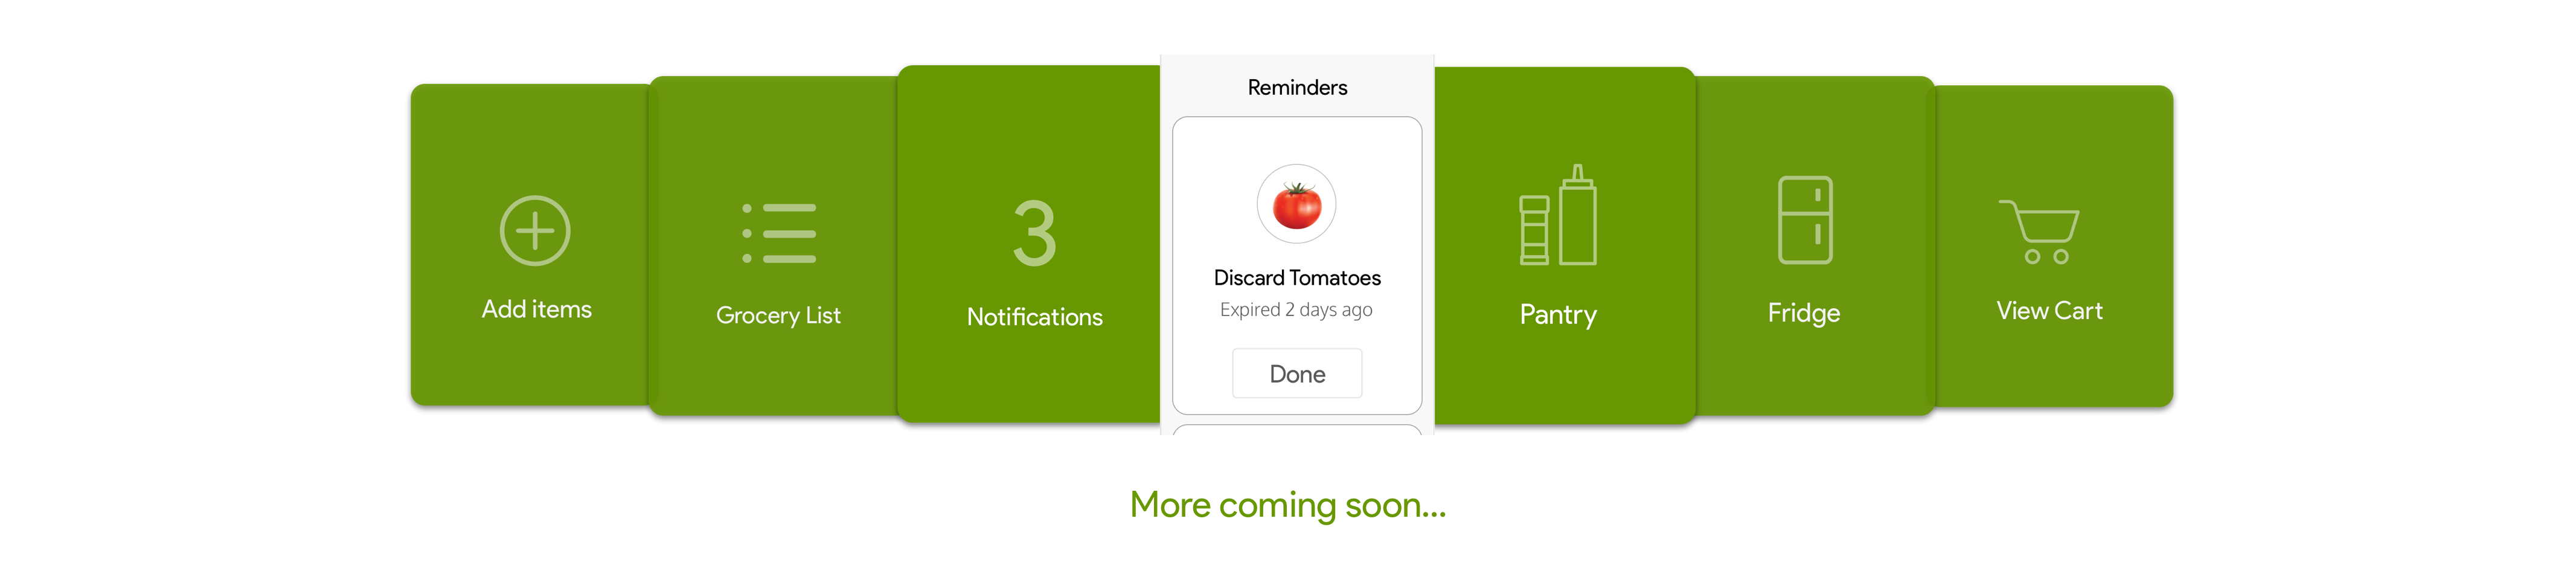 Add items
Grocery List
3
Notifications
Reminders
Discard Tomatoes
Expired 2 days ago
Done
Pantry
Fridge
View Cart
More coming soon...